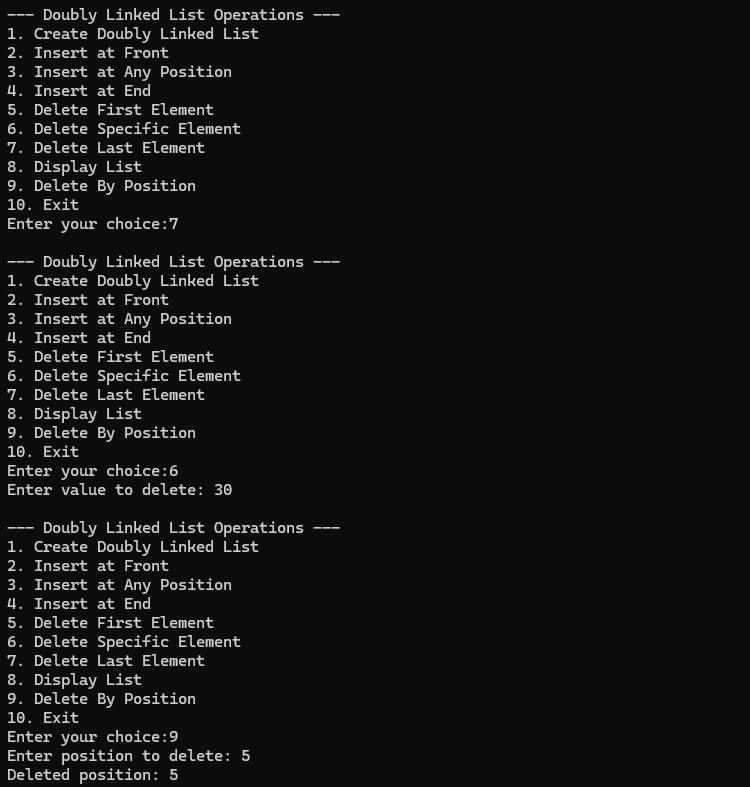 --- Doubly Linked List Operations ---
1. Create Doubly Linked List
2. Insert at Front
3. Insert at Any Position
4. Insert at End
5. Delete First Element
6. Delete Specific Element
7. Delete Last Element
8. Display List
9. Delete By Position
10. Exit
Enter your choice:7

--- Doubly Linked List Operations ---
1. Create Doubly Linked List
2. Insert at Front
3. Insert at Any Position
4. Insert at End
5. Delete First Element
6. Delete Specific Element
7. Delete Last Element
8. Display List
9. Delete By Position
10. Exit
Enter your choice:6
Enter value to delete: 30

--- Doubly Linked List Operations ---
1. Create Doubly Linked List
2. Insert at Front
3. Insert at Any Position
4. Insert at End
5. Delete First Element
6. Delete Specific Element
7. Delete Last Element
8. Display List
9. Delete By Position
10. Exit
Enter your choice:9
Enter position to delete: 5
Deleted position: 5